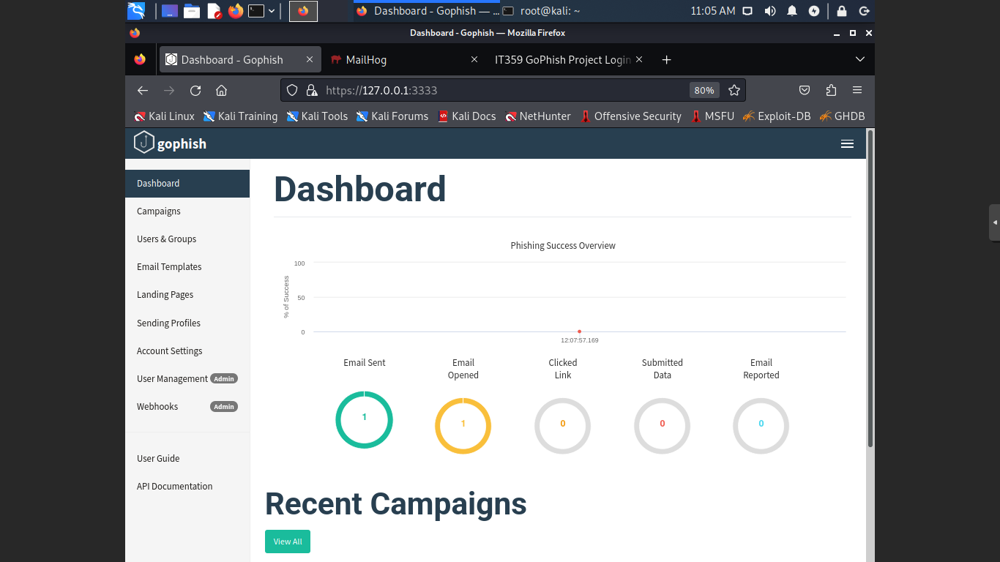 Dashboard - Gophish — ... root@kali: ~ 11:05 AM
Dashboard - Gophish — Mozilla Firefox
Dashboard - Gophish MailHog IT359 GoPhish Project Login
https://127.0.0.1:3333 80%
Kali Linux Kali Training Kali Tools Kali Forums Kali Docs NetHunter Offensive Security MSFU Exploit-DB GHDB
gophish
Dashboard
Campaigns
Users & Groups
Email Templates
Landing Pages
Sending Profiles
Account Settings
User Management Admin
Webhooks Admin
User Guide
API Documentation
Dashboard
Phishing Success Overview
% of Success
100
50
0
12:07:57.169
Email Sent
1
Email
Opened
1
Clicked
Link
0
Submitted
Data
0
Email
Reported
0
Recent Campaigns
View All